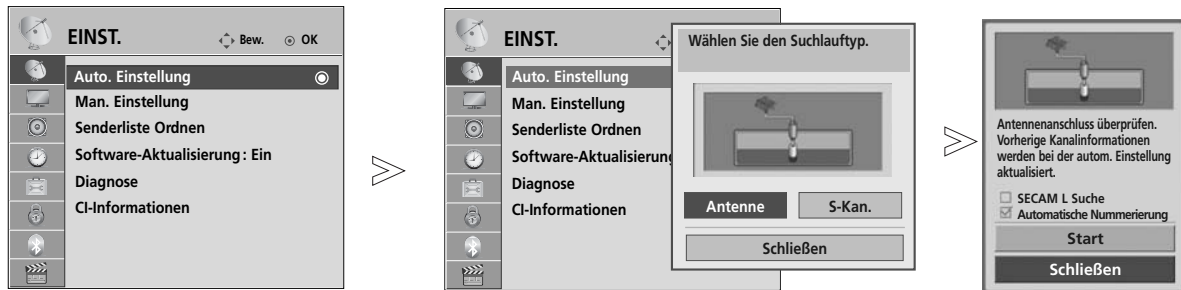 EINST.
Bew.
OK
Auto. Einstellung
Man. Einstellung
Senderliste Ordnen
Software-Aktualisierung : Ein
Diagnose
CI-Informationen
EINST.
Auto. Einstellung
Man. Einstellung
Senderliste Ordnen
Software-Aktualisierung
Diagnose
CI-Informationen
Wählen Sie den Suchlauftyp.
Antenne
S-Kan.
Schließen
Antennenanschluss überprüfen.
Vorherige Kanalinformationen
werden bei der autom. Einstellung
aktualisiert.
SECAM L Suche
Automatische Nummerierung
Start
Schließen